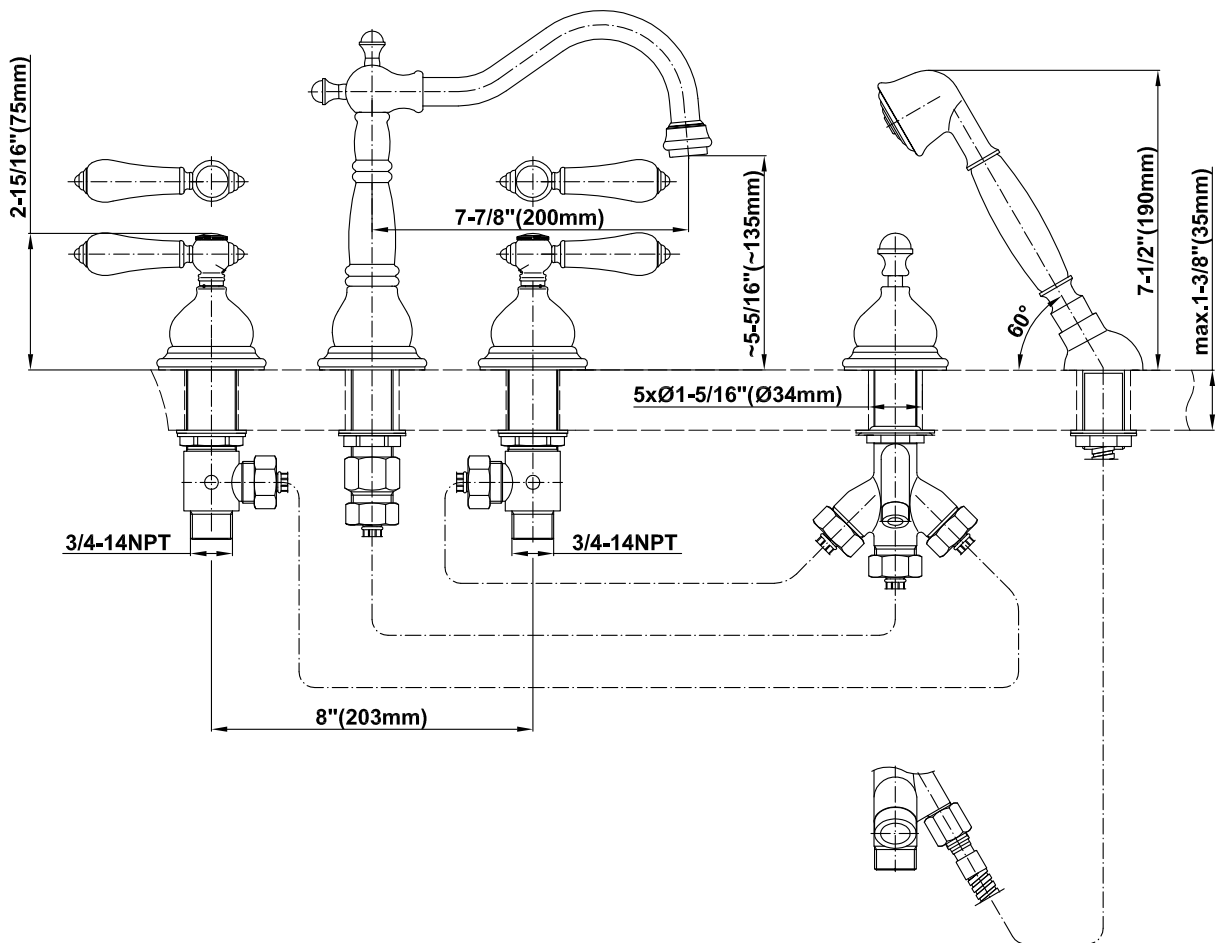 2-15/16"(75mm)
7-7/8"(200mm)
~5-5/16"(~135mm)
7-1/2"(190mm)
max.1-3/8"(35mm)
60°
5xØ1-5/16"(Ø34mm)
3/4-14NPT
3/4-14NPT
8"(203mm)